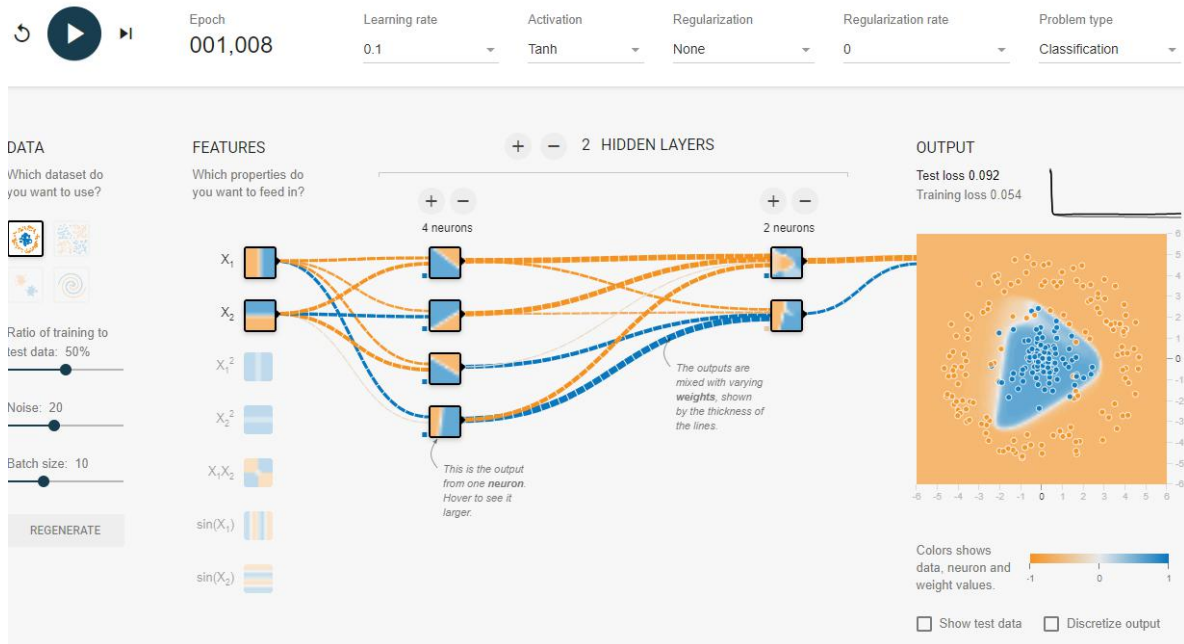 Epoch
001,008
Learning rate
0.1
Activation
Tanh
Regularization
None
Regularization rate
0
Problem type
Classification
DATA
Which dataset do
you want to use?
Ratio of training to
test data: 50%
Noise: 20
Batch size: 10
REGENERATE
FEATURES
Which properties do
you want to feed in?
X1
X2
X1²
X2²
X1X2
sin(X1)
sin(X2)
+ − 2 HIDDEN LAYERS
+ −
4 neurons
+ −
2 neurons
This is the output
from one neuron.
Hover to see it
larger.
The outputs are
mixed with varying
weights, shown
by the thickness of
the lines.
OUTPUT
Test loss 0.092
Training loss 0.054
6
5
4
3
2
1
0
-1
-2
-3
-4
-5
-6
-6 -5 -4 -3 -2 -1 0 1 2 3 4 5 6
Colors shows
data, neuron and
weight values.
-1 0 1
Show test data
Discretize output